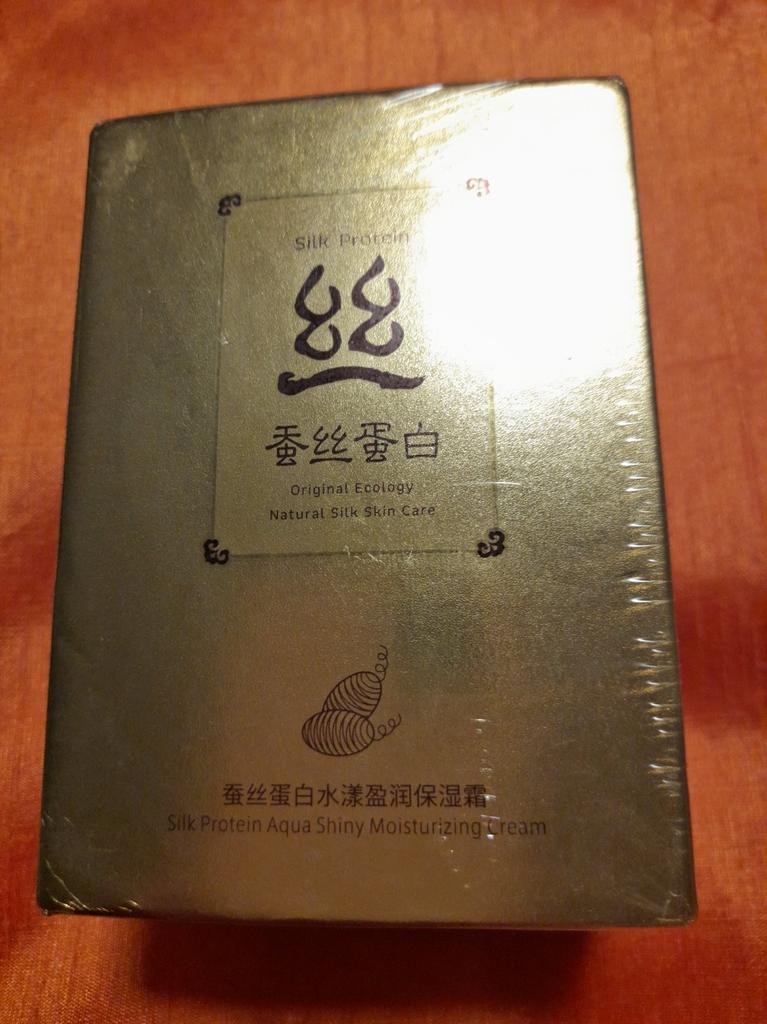 Silk Protein
丝
蚕丝蛋白
Original Ecology
Natural Silk Skin Care
蚕丝蛋白水漾盈润保湿霜
Silk Protein Aqua Shiny Moisturizing Cream